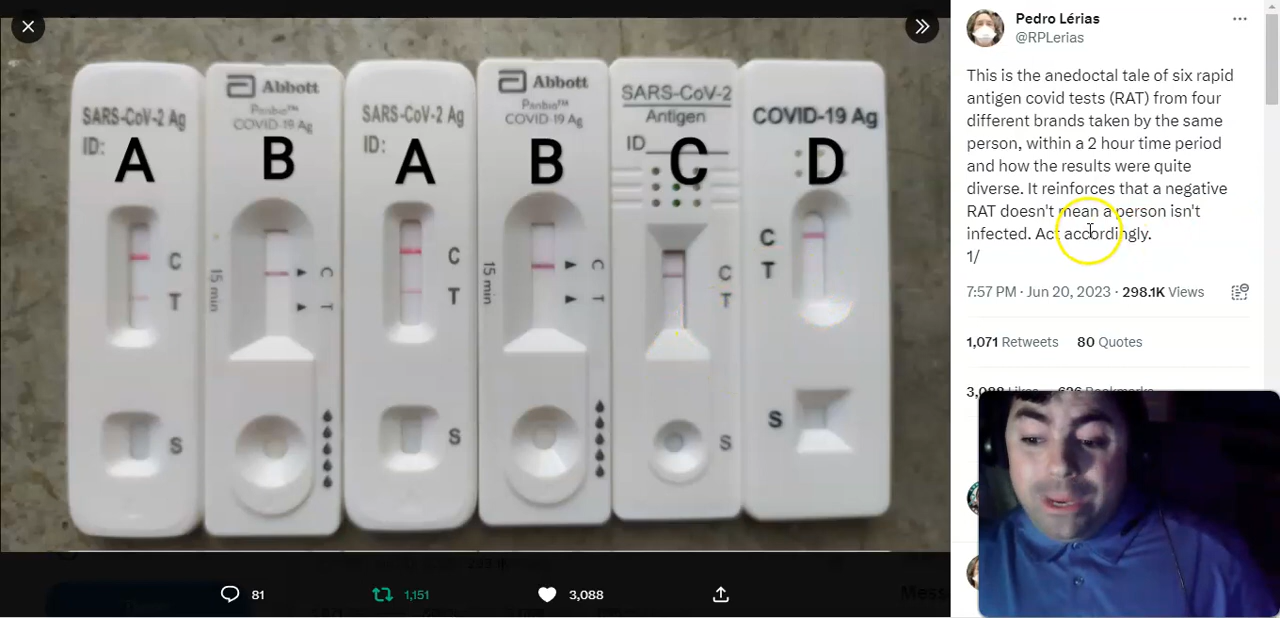 SARS-CoV-2 Ag
ID:
A
C
T
S
Abbott
Panbio™
COVID-19 Ag
B
15 min
C
T
SARS-CoV-2 Ag
ID:
A
C
T
S
Abbott
Panbio™
COVID-19 Ag
B
15 min
C
T
SARS-CoV-2
Antigen
ID
C
C
T
S
COVID-19 Ag
D
C
T
S
81
1,151
3,088
Pedro Lérias
@RPLerias
This is the anedoctal tale of six rapid
antigen covid tests (RAT) from four
different brands taken by the same
person, within a 2 hour time period
and how the results were quite
diverse. It reinforces that a negative
RAT doesn't mean a person isn't
infected. Act accordingly.
1/
7:57 PM · Jun 20, 2023 · 298.1K Views
1,071 Retweets 80 Quotes
3,088 Likes 626 Bookmarks